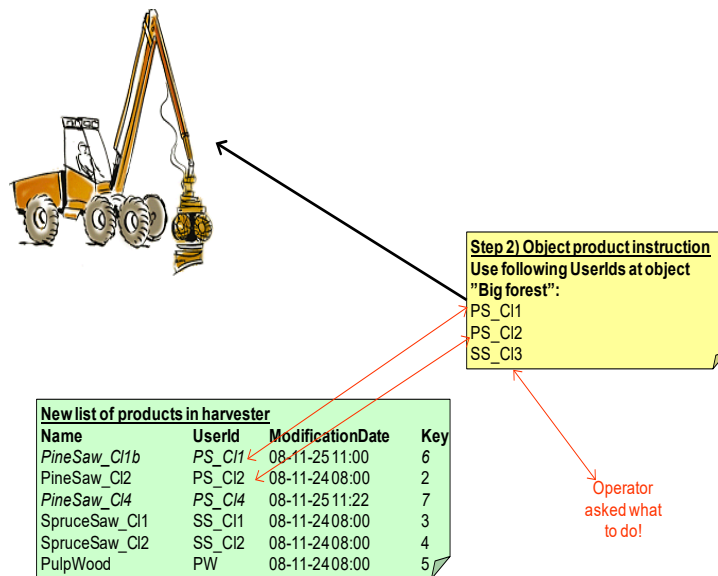 Step 2) Object product instruction
Use following UserIds at object
”Big forest”:
PS_Cl1
PS_Cl2
SS_Cl3
New list of products in harvester
Name UserId ModificationDate Key
PineSaw_Cl1b PS_Cl1 08-11-25 11:00 6
PineSaw_Cl2 PS_Cl2 08-11-24 08:00 2
PineSaw_Cl4 PS_Cl4 08-11-25 11:22 7
SpruceSaw_Cl1 SS_Cl1 08-11-24 08:00 3
SpruceSaw_Cl2 SS_Cl2 08-11-24 08:00 4
PulpWood PW 08-11-24 08:00 5
Operator
asked what
to do!